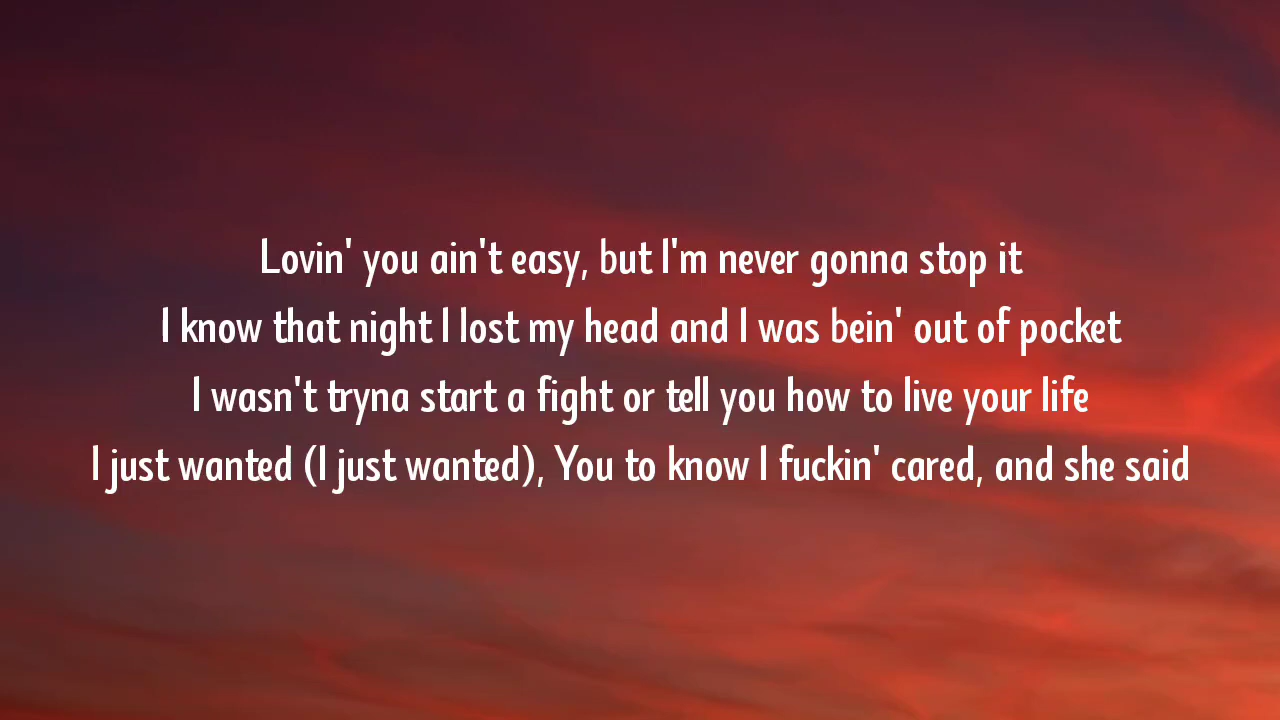 Lovin' you ain't easy, but I'm never gonna stop it
I know that night I lost my head and I was bein' out of pocket
I wasn't tryna start a fight or tell you how to live your life
I just wanted (I just wanted), You to know I fuckin' cared, and she said